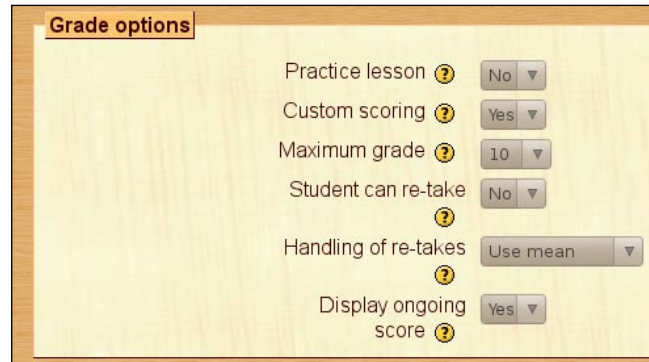 Grade options
Practice lesson ? No
Custom scoring ? Yes
Maximum grade ? 10
Student can re-take No
?
Handling of re-takes Use mean
?
Display ongoing Yes
score ?